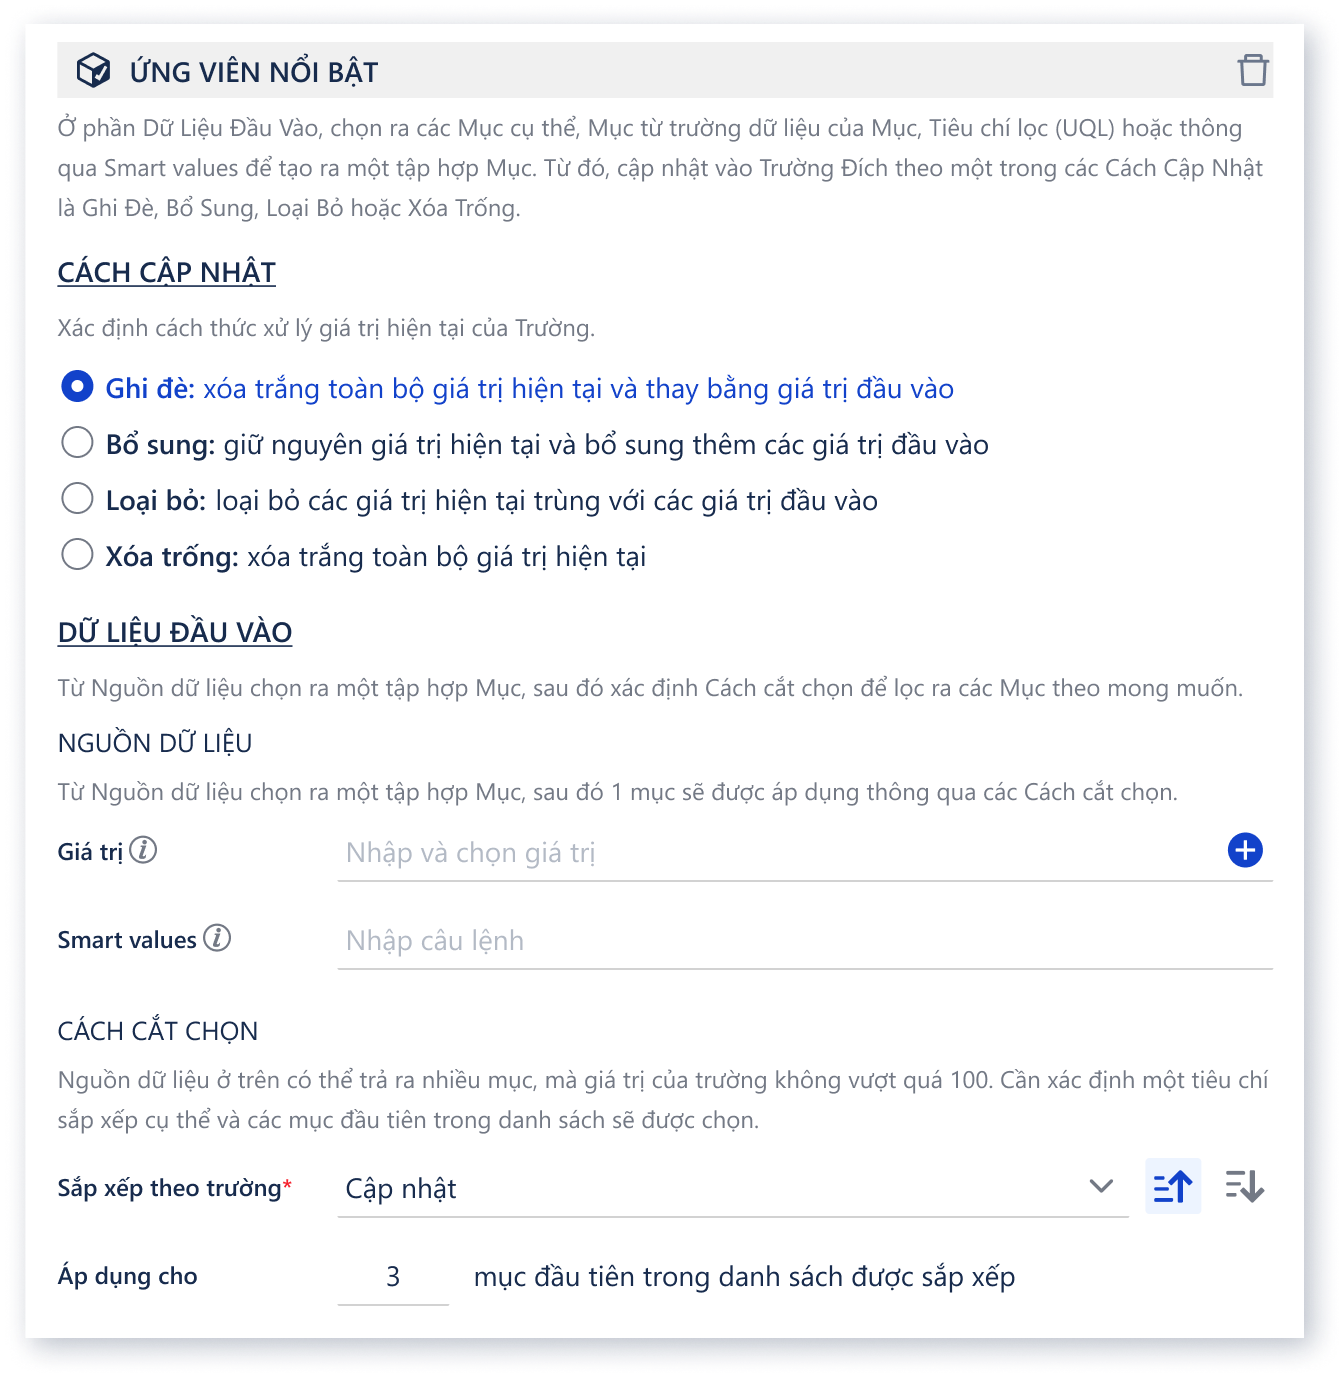 ỨNG VIÊN NỔI BẬT
Ở phần Dữ Liệu Đầu Vào, chọn ra các Mục cụ thể, Mục từ trường dữ liệu của Mục, Tiêu chí lọc (UQL) hoặc thông
qua Smart values để tạo ra một tập hợp Mục. Từ đó, cập nhật vào Trường Đích theo một trong các Cách Cập Nhật
là Ghi Đè, Bổ Sung, Loại Bỏ hoặc Xóa Trống.
CÁCH CẬP NHẬT
Xác định cách thức xử lý giá trị hiện tại của Trường.
Ghi đè: xóa trắng toàn bộ giá trị hiện tại và thay bằng giá trị đầu vào
Bổ sung: giữ nguyên giá trị hiện tại và bổ sung thêm các giá trị đầu vào
Loại bỏ: loại bỏ các giá trị hiện tại trùng với các giá trị đầu vào
Xóa trống: xóa trắng toàn bộ giá trị hiện tại
DỮ LIỆU ĐẦU VÀO
Từ Nguồn dữ liệu chọn ra một tập hợp Mục, sau đó xác định Cách cắt chọn để lọc ra các Mục theo mong muốn.
NGUỒN DỮ LIỆU
Từ Nguồn dữ liệu chọn ra một tập hợp Mục, sau đó 1 mục sẽ được áp dụng thông qua các Cách cắt chọn.
Giá trị i Nhập và chọn giá trị
Smart values i Nhập câu lệnh
CÁCH CẮT CHỌN
Nguồn dữ liệu ở trên có thể trả ra nhiều mục, mà giá trị của trường không vượt quá 100. Cần xác định một tiêu chí
sắp xếp cụ thể và các mục đầu tiên trong danh sách sẽ được chọn.
Sắp xếp theo trường* Cập nhật
Áp dụng cho 3 mục đầu tiên trong danh sách được sắp xếp